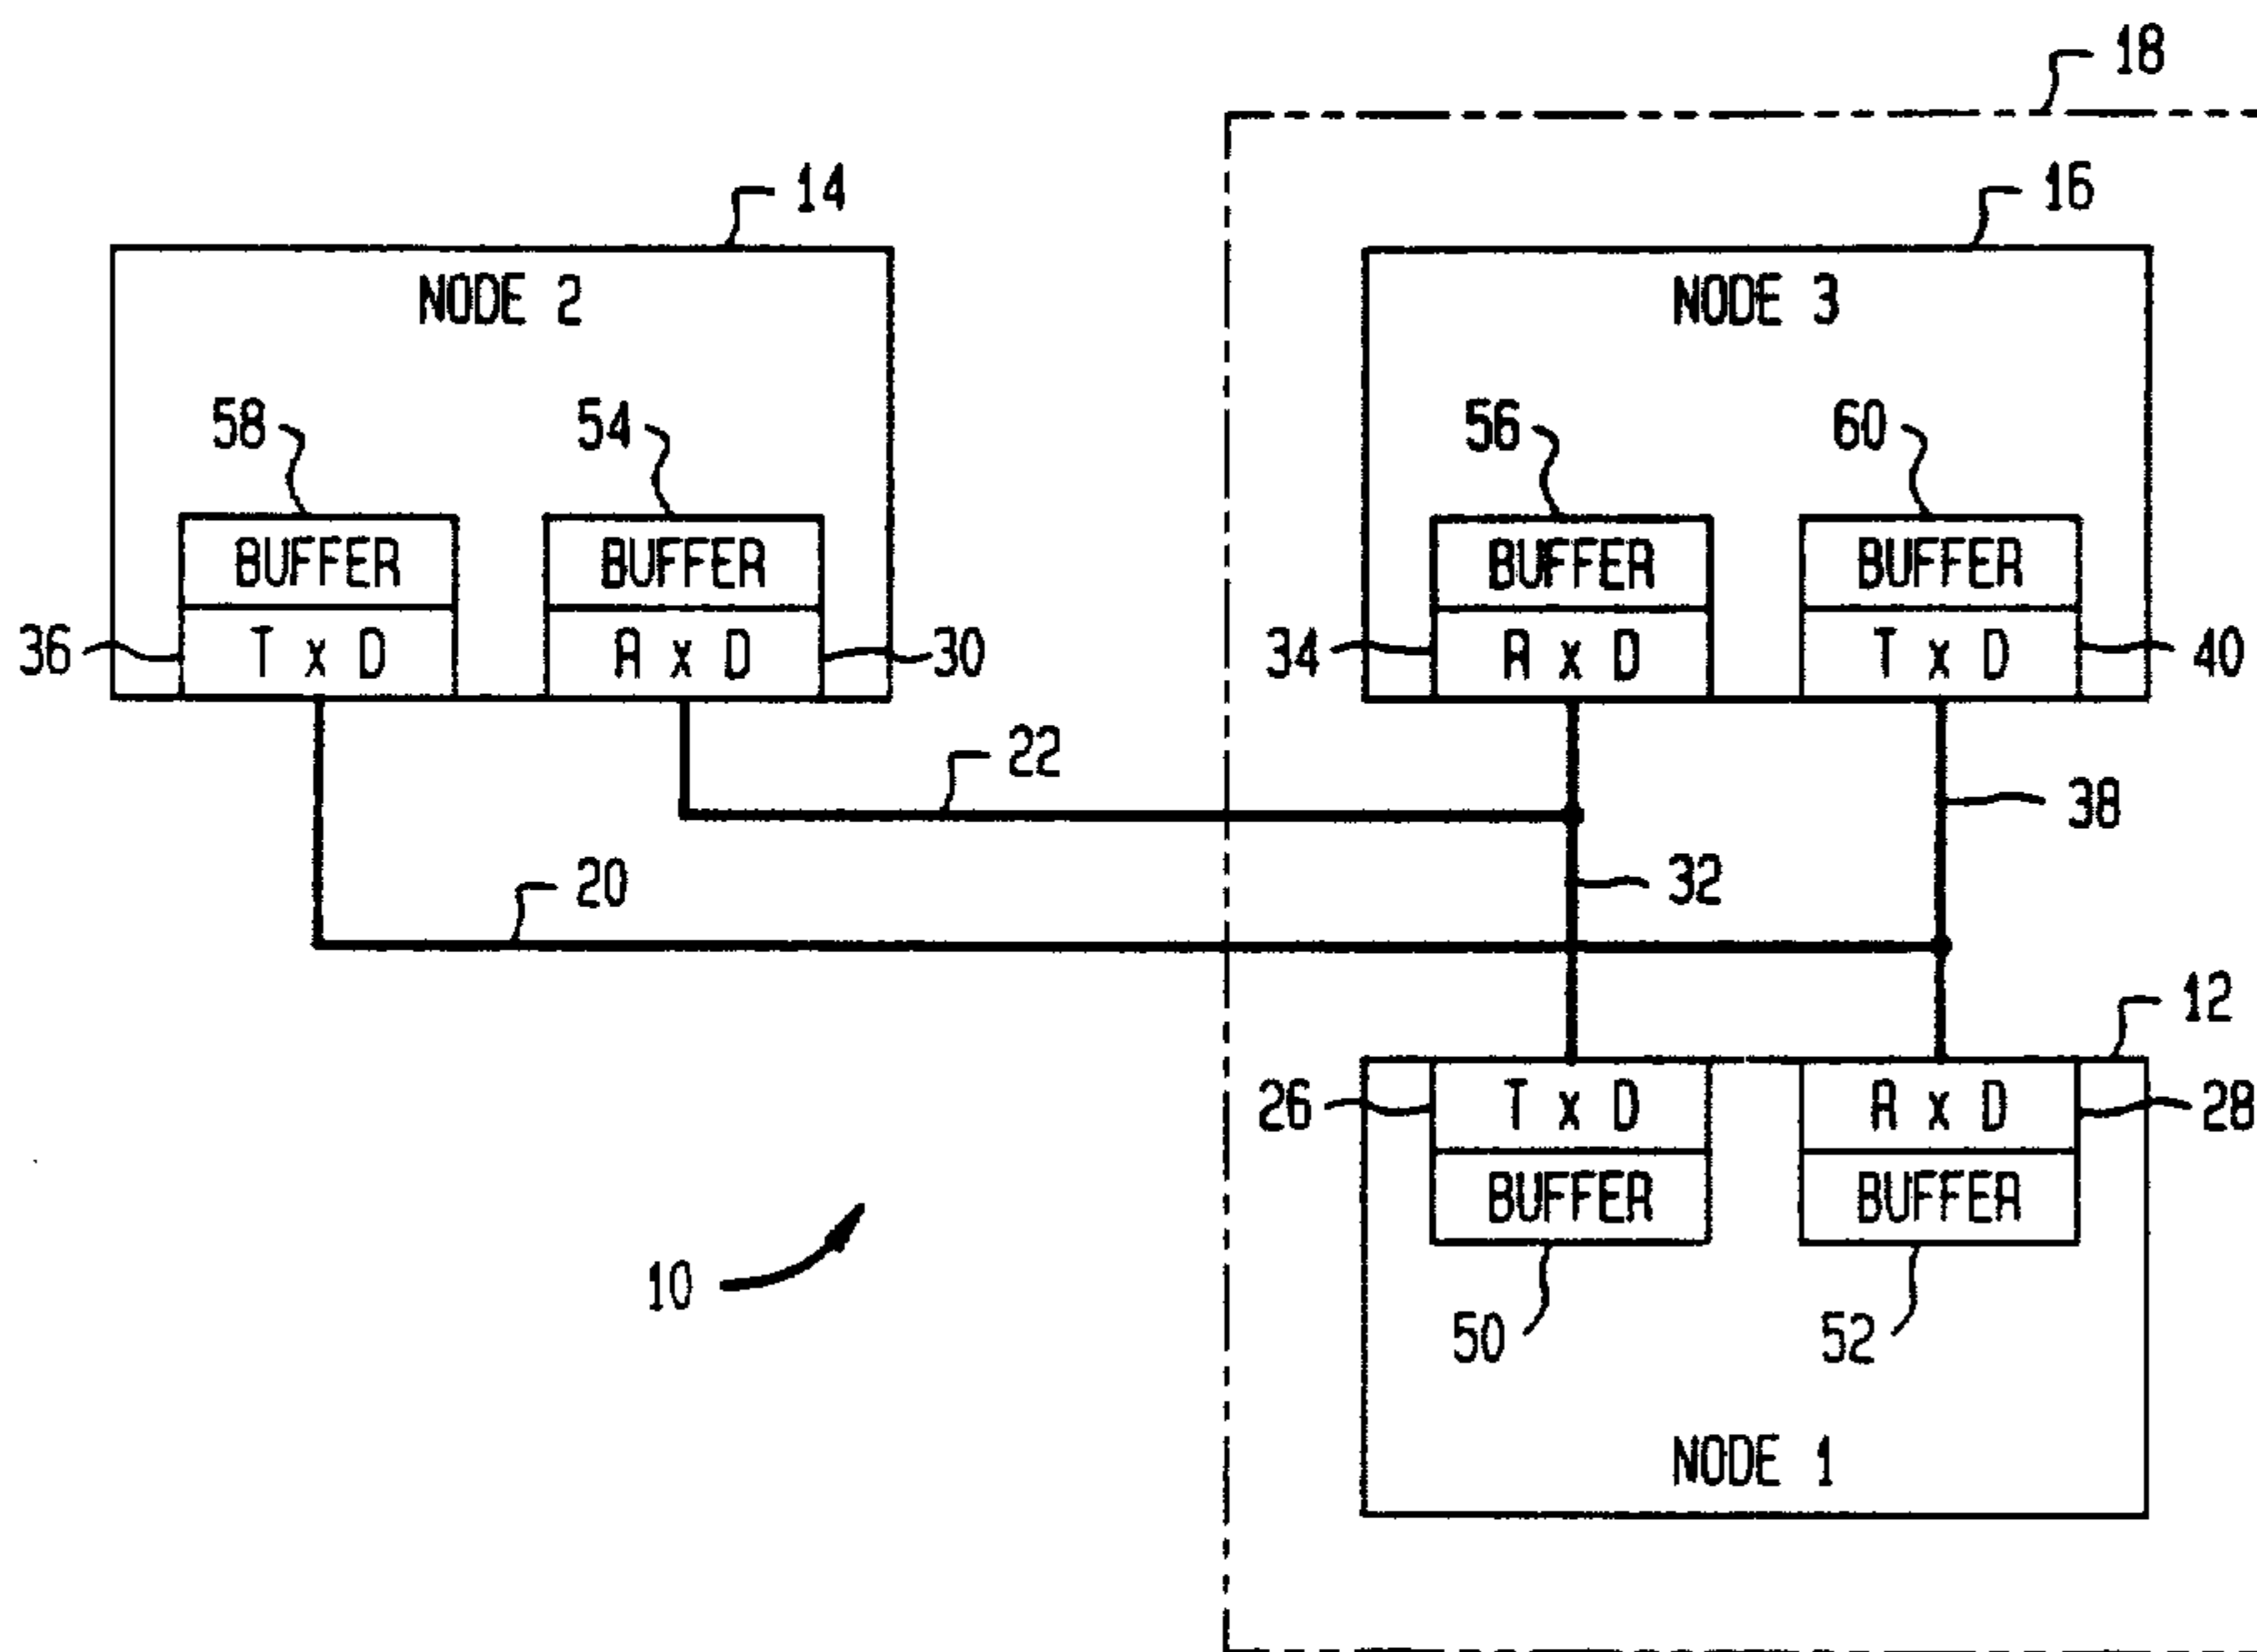 18
14
16
NODE 2
NODE 3
58
54
56
60
BUFFER
BUFFER
BUFFER
BUFFER
36
T x D
R x D
30
34
R x D
T x D
40
22
38
32
20
12
26
T x D
R x D
28
BUFFER
BUFFER
10
50
52
NODE 1